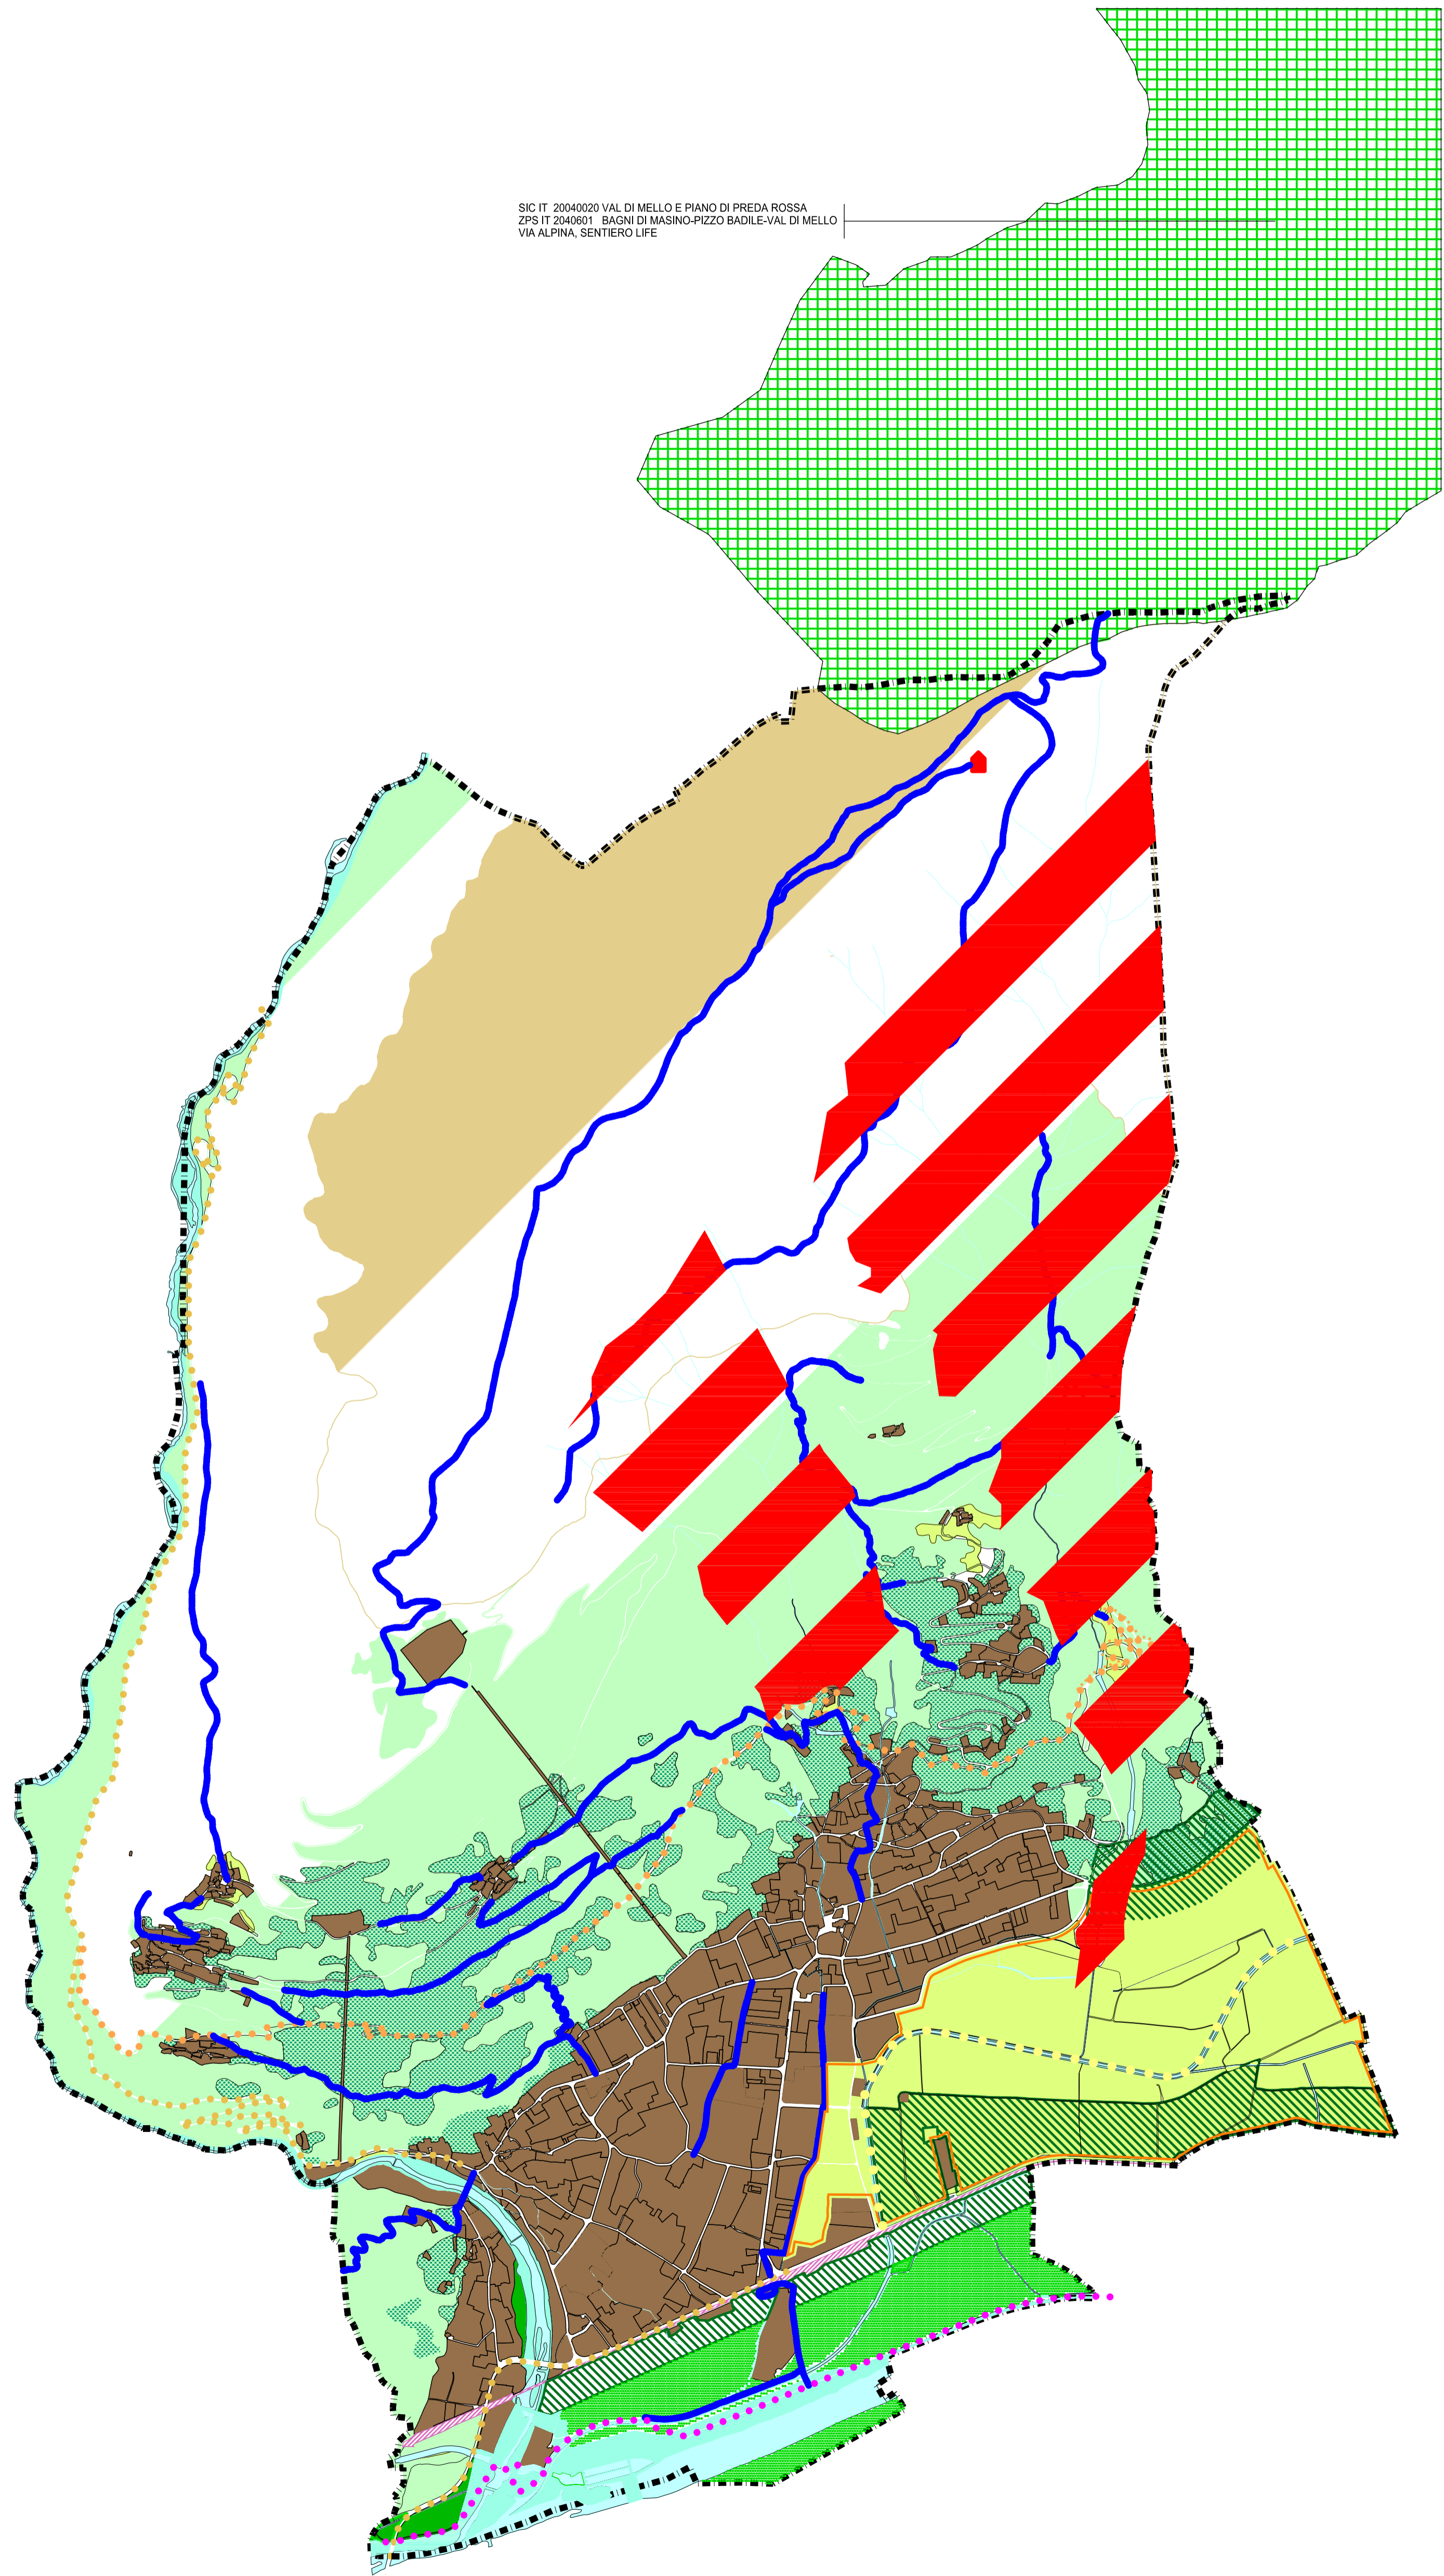 SIC IT 20040020 VAL DI MELLO E PIANO DI PREDA ROSSA
ZPS IT 2040601 BAGNI DI MASINO-PIZZO BADILE-VAL DI MELLO
VIA ALPINA, SENTIERO LIFE